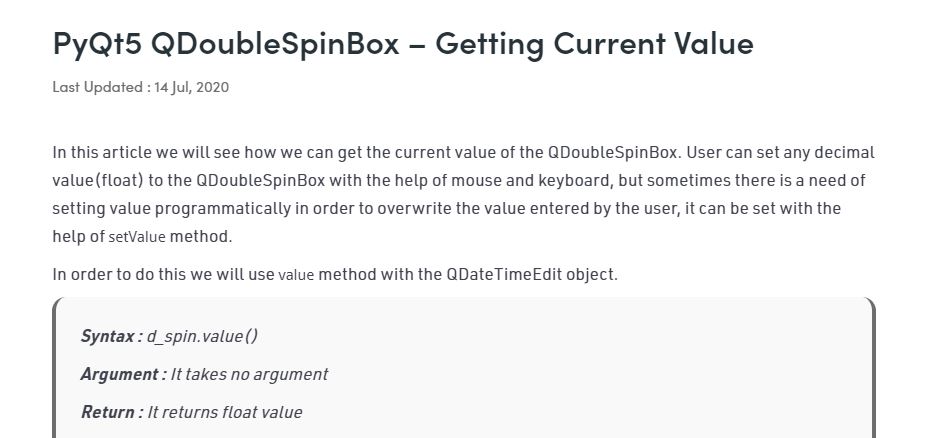 PyQt5 QDoubleSpinBox – Getting Current Value
Last Updated : 14 Jul, 2020
In this article we will see how we can get the current value of the QDoubleSpinBox. User can set any decimal
value(float) to the QDoubleSpinBox with the help of mouse and keyboard, but sometimes there is a need of
setting value programmatically in order to overwrite the value entered by the user, it can be set with the
help of setValue method.
In order to do this we will use value method with the QDateTimeEdit object.
Syntax : d_spin.value()
Argument : It takes no argument
Return : It returns float value